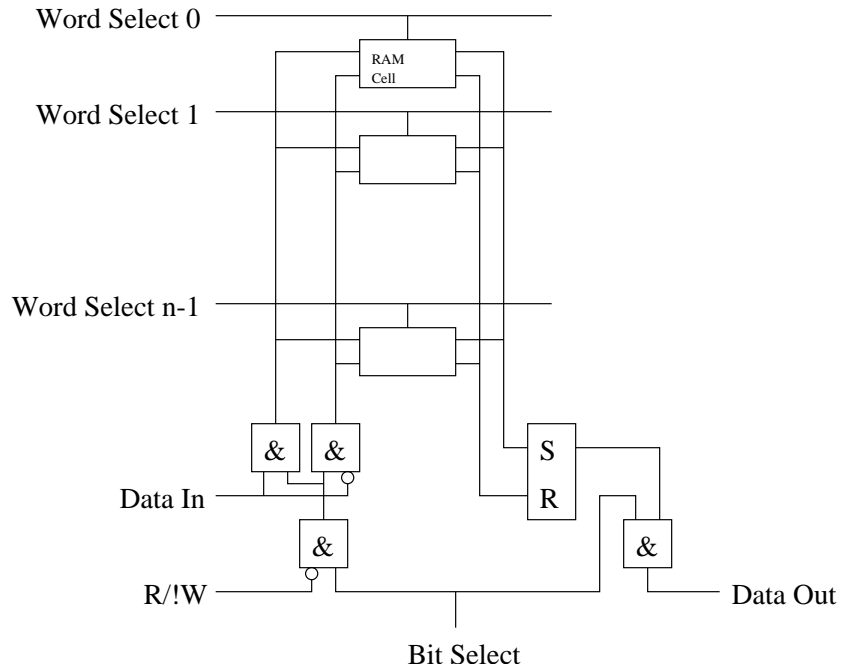 Word Select 0
RAM
Cell
Word Select 1
Word Select n-1
& &
S
R
Data In
&
&
R/!W
Data Out
Bit Select